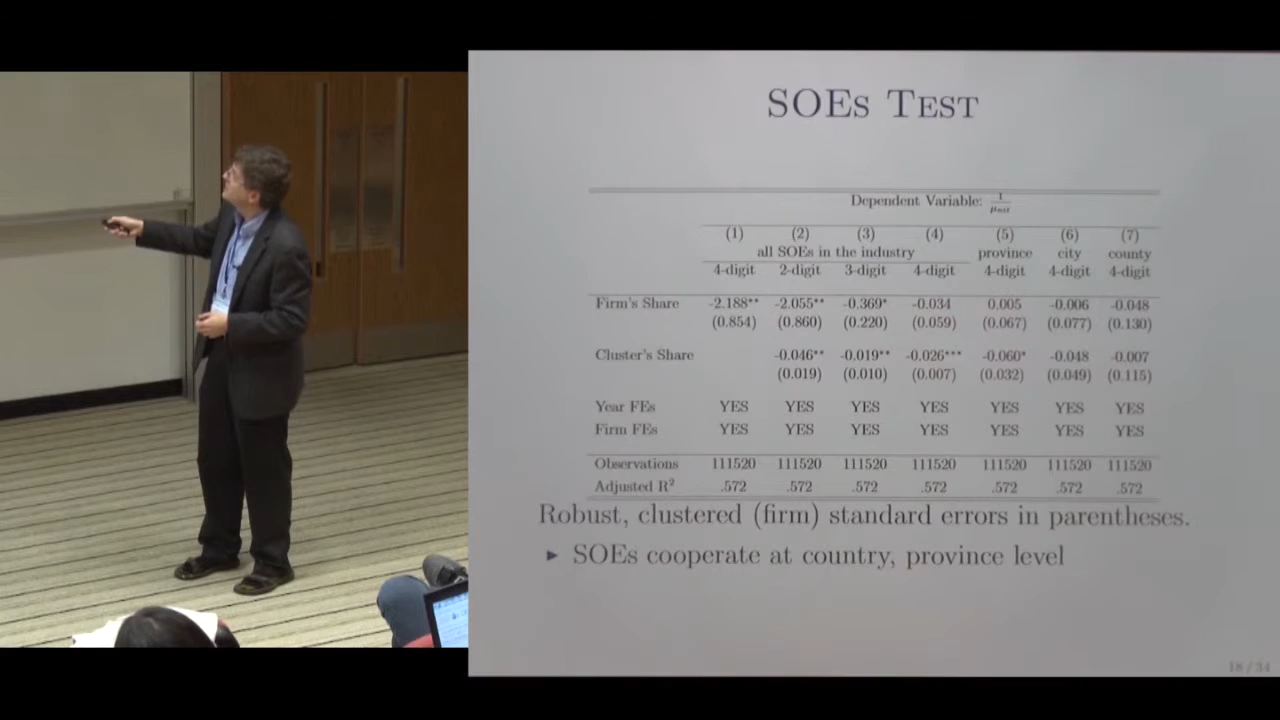 SOEs Test
Dependent Variable: 1/μnit
(1) (2) (3) (4) (5) (6) (7)
all SOEs in the industry province city county
4-digit 2-digit 3-digit 4-digit 4-digit 4-digit 4-digit
Firm's Share -2.188** -2.055** -0.369* -0.034 0.005 -0.006 -0.048
(0.854) (0.860) (0.220) (0.059) (0.067) (0.077) (0.130)
Cluster's Share -0.046** -0.019** -0.026*** -0.060* -0.048 -0.007
(0.019) (0.010) (0.007) (0.032) (0.049) (0.115)
Year FEs YES YES YES YES YES YES YES
Firm FEs YES YES YES YES YES YES YES
Observations 111520 111520 111520 111520 111520 111520 111520
Adjusted R² .572 .572 .572 .572 .572 .572 .572
Robust, clustered (firm) standard errors in parentheses.
▶ SOEs cooperate at country, province level
18 / 34